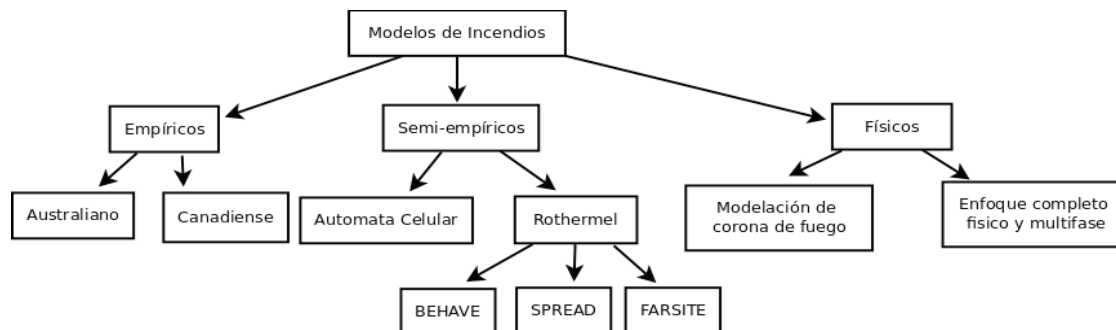 Modelos de Incendios
Empíricos
Semi-empíricos
Físicos
Australiano
Canadiense
Automata Celular
Rothermel
Modelación de
corona de fuego
Enfoque completo
fisico y multifase
BEHAVE
SPREAD
FARSITE